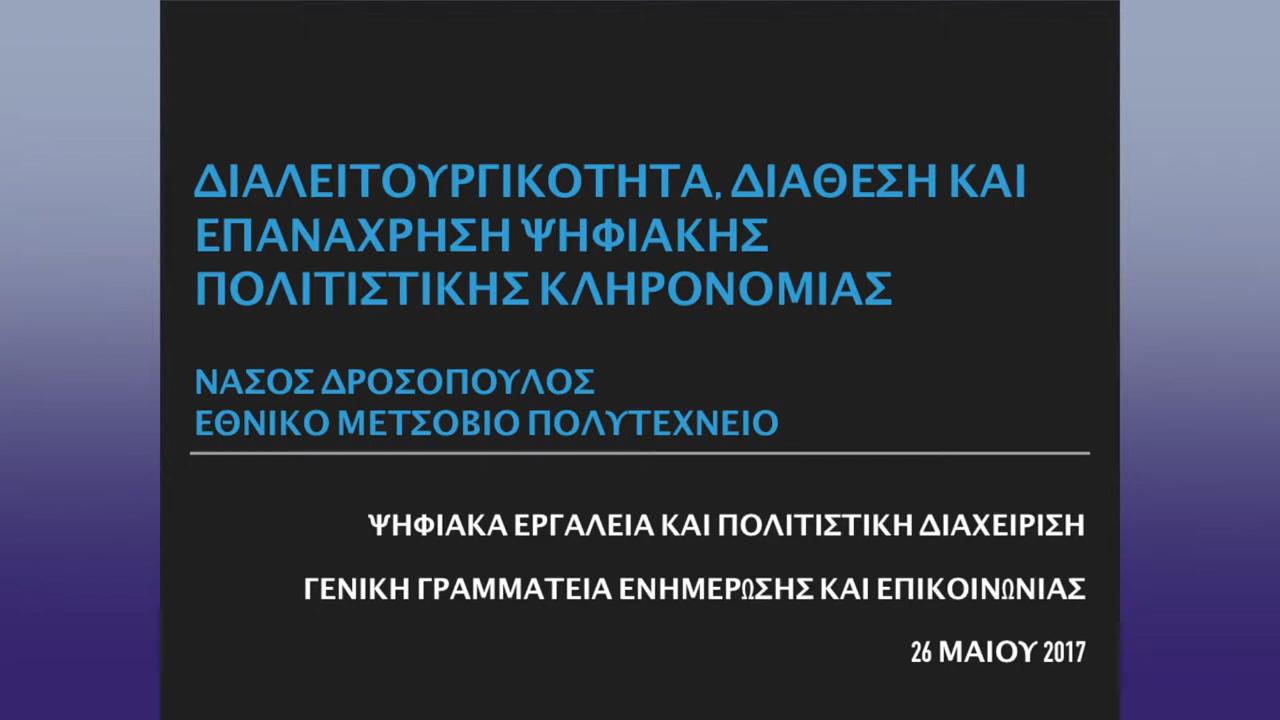 ΔΙΑΛΕΙΤΟΥΡΓΙΚΟΤΗΤΑ, ΔΙΑΘΕΣΗ ΚΑΙ
ΕΠΑΝΑΧΡΗΣΗ ΨΗΦΙΑΚΗΣ
ΠΟΛΙΤΙΣΤΙΚΗΣ ΚΛΗΡΟΝΟΜΙΑΣ
ΝΑΣΟΣ ΔΡΟΣΟΠΟΥΛΟΣ
ΕΘΝΙΚΟ ΜΕΤΣΟΒΙΟ ΠΟΛΥΤΕΧΝΕΙΟ
ΨΗΦΙΑΚΑ ΕΡΓΑΛΕΙΑ ΚΑΙ ΠΟΛΙΤΙΣΤΙΚΗ ΔΙΑΧΕΙΡΙΣΗ
ΓΕΝΙΚΗ ΓΡΑΜΜΑΤΕΙΑ ΕΝΗΜΕΡΩΣΗΣ ΚΑΙ ΕΠΙΚΟΙΝΩΝΙΑΣ
26 ΜΑΙΟΥ 2017